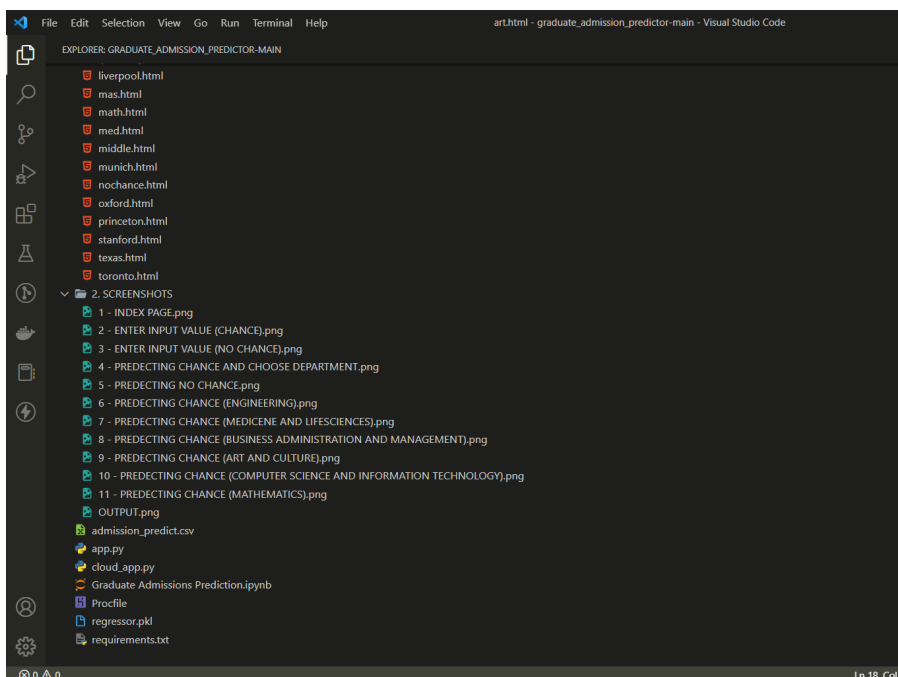 File Edit Selection View Go Run Terminal Help art.html - graduate_admission_predictor-main - Visual Studio Code
EXPLORER: GRADUATE_ADMISSION_PREDICTOR-MAIN
liverpool.html
mas.html
math.html
med.html
middle.html
munich.html
nochance.html
oxford.html
princeton.html
stanford.html
texas.html
toronto.html
2. SCREENSHOTS
1 - INDEX PAGE.png
2 - ENTER INPUT VALUE (CHANCE).png
3 - ENTER INPUT VALUE (NO CHANCE).png
4 - PREDECTING CHANCE AND CHOOSE DEPARTMENT.png
5 - PREDECTING NO CHANCE.png
6 - PREDECTING CHANCE (ENGINEERING).png
7 - PREDECTING CHANCE (MEDICENE AND LIFESCIENCES).png
8 - PREDECTING CHANCE (BUSINESS ADMINISTRATION AND MANAGEMENT).png
9 - PREDECTING CHANCE (ART AND CULTURE).png
10 - PREDECTING CHANCE (COMPUTER SCIENCE AND INFORMATION TECHNOLOGY).png
11 - PREDECTING CHANCE (MATHEMATICS).png
OUTPUT.png
admission_predict.csv
app.py
cloud_app.py
Graduate Admissions Prediction.ipynb
Procfile
regressor.pkl
requirements.txt
0 0 Ln 18, Col